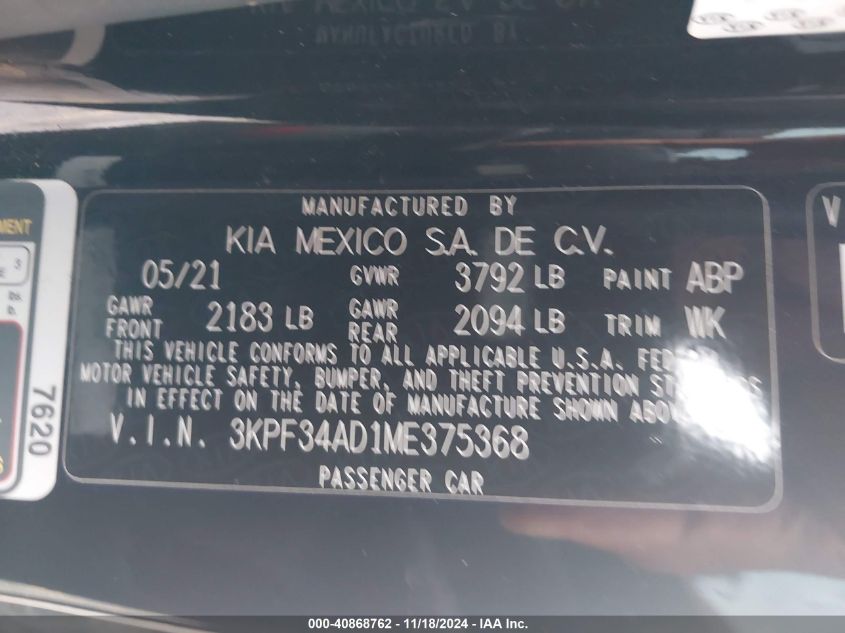 MANUFACTURED BY
KIA MEXICO S.A. DE C.V.
05/21 GVWR 3792 LB PAINT ABP
GAWR FRONT 2183 LB GAWR REAR 2094 LB TRIM WK
THIS VEHICLE CONFORMS TO ALL APPLICABLE U.S.A.
MOTOR VEHICLE SAFETY, BUMPER, AND THEFT PREVENTION
IN EFFECT ON THE DATE OF MANUFACTURE SHOWN
V.I.N. 3KPF34AD1ME375368
PASSENGER CAR
7620
3
V
000-40868762 - 11/18/2024 - IAA Inc.